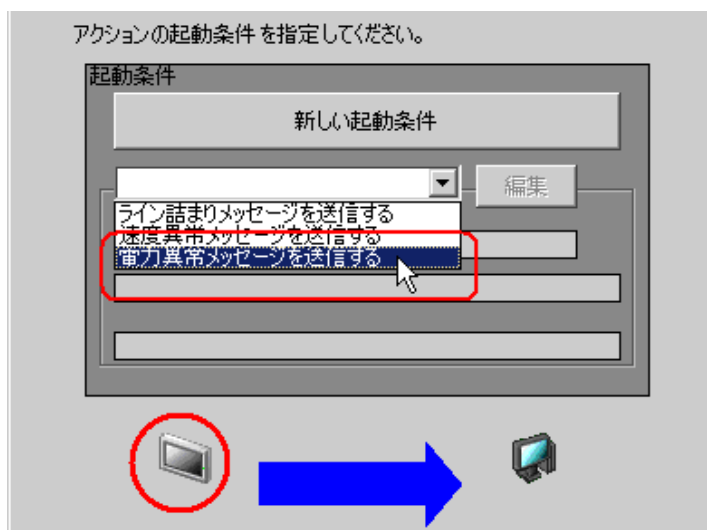 アクションの起動条件を指定してください。
起動条件
新しい起動条件
編集
ライン詰まりメッセージを送信する
速度異常メッセージを送信する
電力異常メッセージを送信する